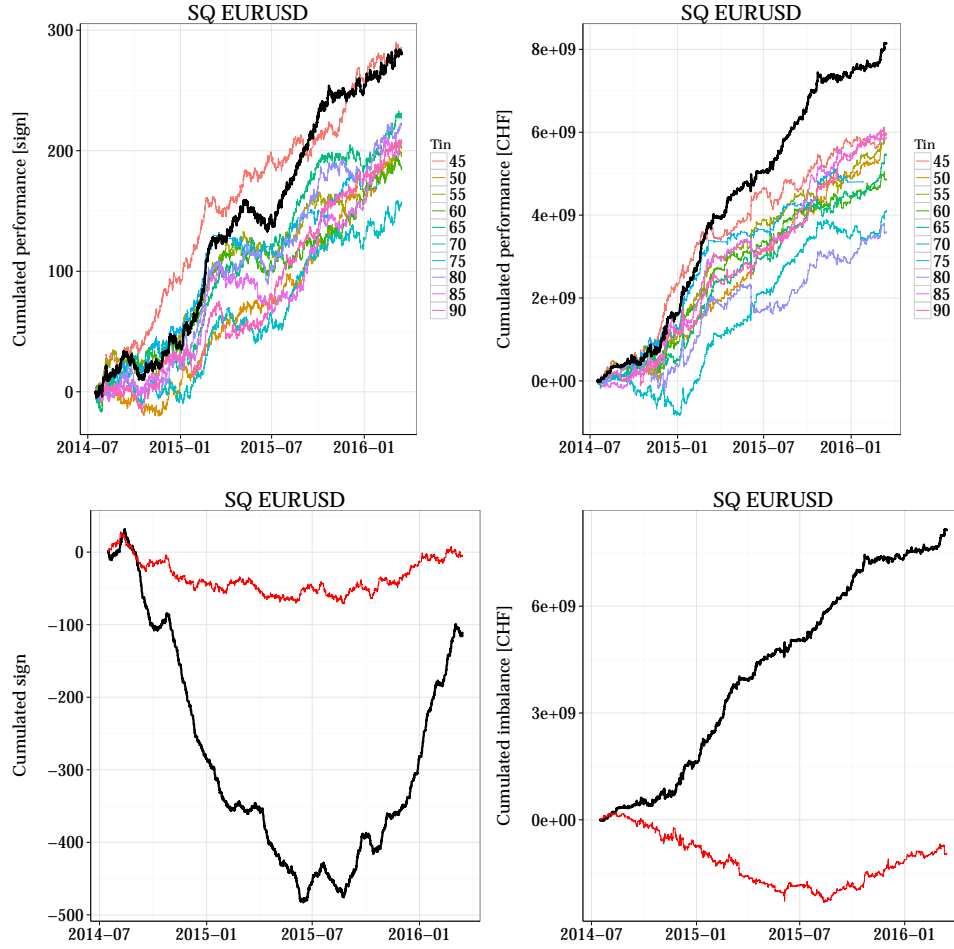 SQ EURUSD
Cumulated performance [sign]
300
200
100
0
2014−07
2015−01
2015−07
2016−01
Tin
45
50
55
60
65
70
75
80
85
90
SQ EURUSD
Cumulated performance [CHF]
8e+09
6e+09
4e+09
2e+09
0e+00
2014−07
2015−01
2015−07
2016−01
Tin
45
50
55
60
65
70
75
80
85
90
SQ EURUSD
Cumulated sign
0
−100
−200
−300
−400
−500
2014−07
2015−01
2015−07
2016−01
SQ EURUSD
Cumulated imbalance [CHF]
6e+09
3e+09
0e+00
2014−07
2015−01
2015−07
2016−01